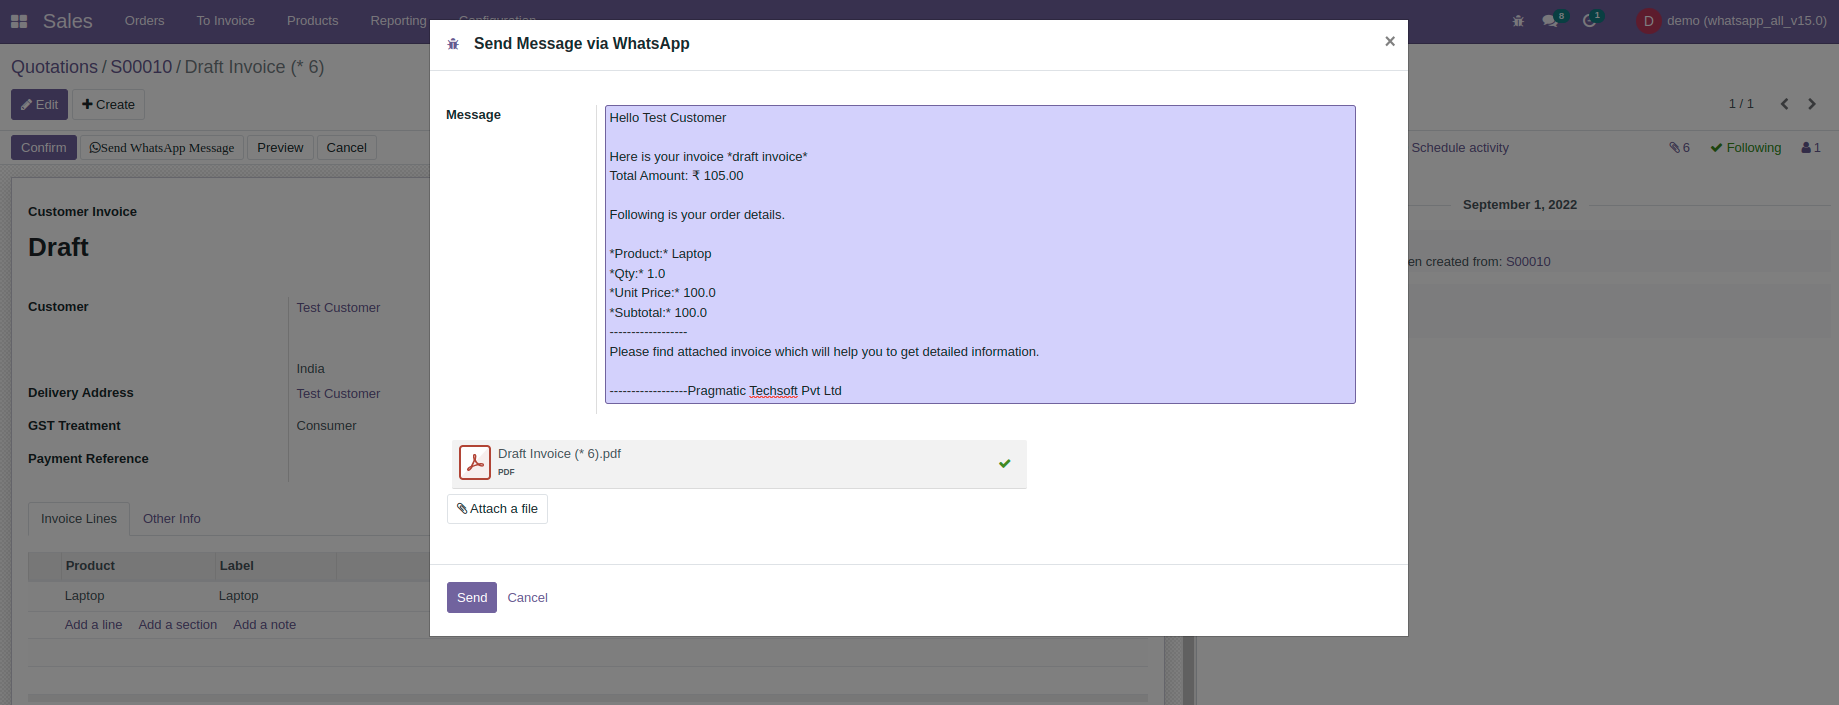 Sales
Orders
To Invoice
Products
Reporting
Configuration
8
1
D
demo (whatsapp_all_v15.0)
Quotations / S00010 / Draft Invoice (* 6)
Edit
Create
1 / 1
Confirm
Send WhatsApp Message
Preview
Cancel
Schedule activity
6
Following
1
Customer Invoice
Draft
Customer
Test Customer
India
Delivery Address
Test Customer
GST Treatment
Consumer
Payment Reference
Invoice Lines
Other Info
Product
Label
Laptop
Laptop
Add a line
Add a section
Add a note
Send Message via WhatsApp
×
Message
Hello Test Customer
Here is your invoice *draft invoice*
Total Amount: ₹ 105.00
Following is your order details.
*Product:* Laptop
*Qty:* 1.0
*Unit Price:* 100.0
*Subtotal:* 100.0
------------------
Please find attached invoice which will help you to get detailed information.
------------------Pragmatic Techsoft Pvt Ltd
Draft Invoice (* 6).pdf
PDF
Attach a file
Send
Cancel
September 1, 2022
en created from: S00010